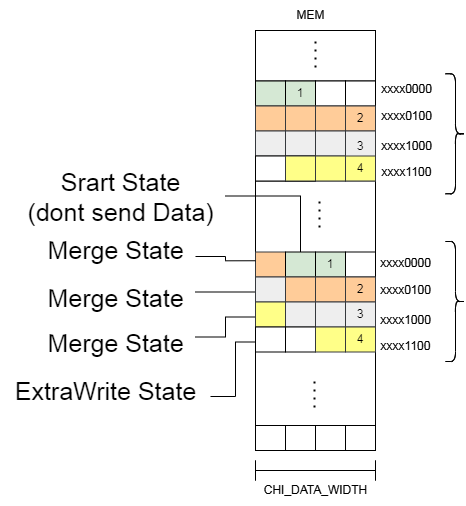 MEM
1
xxxx0000
2
xxxx0100
3
xxxx1000
4
xxxx1100
Srart State
(dont send Data)
Merge State
1
xxxx0000
Merge State
2
xxxx0100
Merge State
3
xxxx1000
ExtraWrite State
4
xxxx1100
CHI_DATA_WIDTH